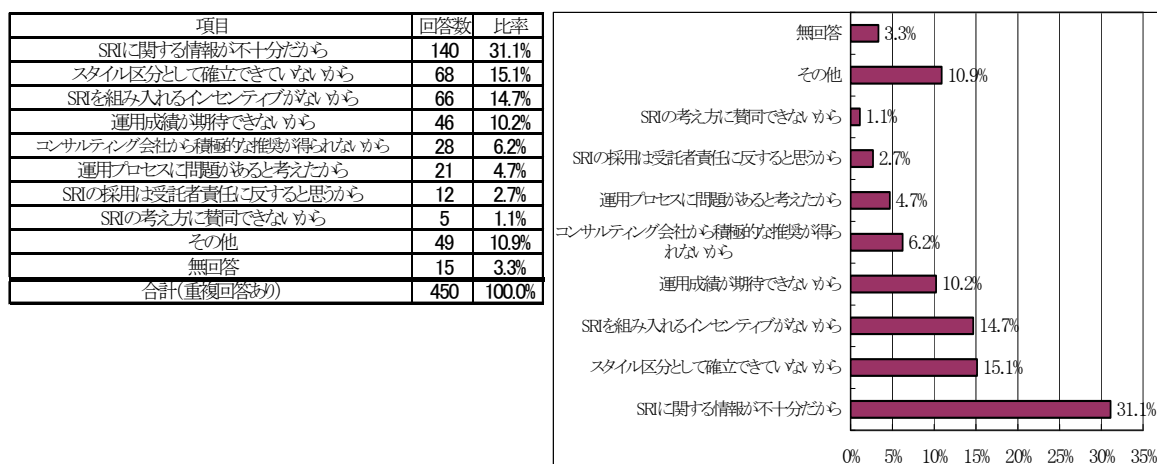 項目 回答数 比率
SRIに関する情報が不十分だから 140 31.1%
スタイル区分として確立できていないから 68 15.1%
SRIを組み入れるインセンティブがないから 66 14.7%
運用成績が期待できないから 46 10.2%
コンサルティング会社から積極的な推奨が得られないから 28 6.2%
運用プロセスに問題があると考えたから 21 4.7%
SRIの採用は受託者責任に反すると思うから 12 2.7%
SRIの考え方に賛同できないから 5 1.1%
その他 49 10.9%
無回答 15 3.3%
合計(重複回答あり) 450 100.0%
無回答 3.3%
その他 10.9%
SRIの考え方に賛同できないから 1.1%
SRIの採用は受託者責任に反すると思うから 2.7%
運用プロセスに問題があると考えたから 4.7%
コンサルティング会社から積極的な推奨が得
られないから 6.2%
運用成績が期待できないから 10.2%
SRIを組み入れるインセンティブがないから 14.7%
スタイル区分として確立できていないから 15.1%
SRIに関する情報が不十分だから 31.1%
0% 5% 10% 15% 20% 25% 30% 35%